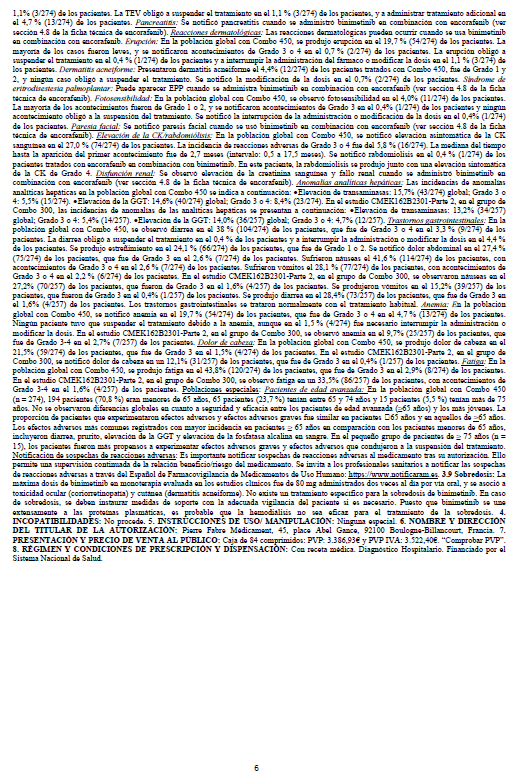 1,1% (3/274) de los pacientes. La TEV obligó a suspender el tratamiento en el 1,1 % (3/274) de los pacientes, y a administrar tratamiento adicional en
el 4,7 % (13/274) de los pacientes. Pancreatitis: Se notificó pancreatitis cuando se administró binimetinib en combinación con encorafenib (ver
sección 4.8 de la ficha técnica de encorafenib). Reacciones dermatológicas: Las reacciones dermatológicas pueden ocurrir cuando se usa binimetinib
en combinación con encorafenib. Erupción: En la población global con Combo 450, se produjo erupción en el 19,7 % (54/274) de los pacientes. La
mayoría de los casos fueron leves, y se notificaron acontecimientos de Grado 3 o 4 en el 0,7 % (2/274) de los pacientes. La erupción obligó a
suspender el tratamiento en el 0,4 % (1/274) de los pacientes y a interrumpir la administración del fármaco o modificar la dosis en el 1,1 % (3/274) de
los pacientes. Dermatitis acneiforme: Presentaron dermatitis acneiforme el 4,4% (12/274) de los pacientes tratados con Combo 450, fue de Grado 1 y
2, y ningún caso obligó a suspender el tratamiento. Se notificó la modificación de la dosis en el 0,7% (2/274) de los pacientes. Síndrome de
eritrodisestesia palmoplantar: Puede aparecer EPP cuando se administra binimetinib en combinación con encorafenib (ver sección 4.8 de la ficha
técnica de encorafenib). Fotosensibilidad: En la población global con Combo 450, se observó fotosensibilidad en el 4,0% (11/274) de los pacientes.
La mayoría de los acontecimientos fueron de Grado 1 o 2, y se notificaron acontecimientos de Grado 3 en el 0,4% (1/274) de los pacientes y ningún
acontecimiento obligó a la suspensión del tratamiento. Se notificó la interrupción de la administración o modificación de la dosis en el 0,4% (1/274)
de los pacientes. Paresia facial: Se notificó paresia facial cuando se administró binimetinib en combinación con encorafenib (ver sección 4.8 de la ficha
técnica de encorafenib). Elevación de la CK/rabdomiólisis: En la población global con Combo 450, se notificó elevación asintomática de la CK
sanguínea en el 27,0 % (74/274) de los pacientes. La incidencia de reacciones adversas de Grado 3 o 4 fue del 5,8 % (16/274). La mediana del tiempo
hasta la aparición del primer acontecimiento fue de 2,7 meses (intervalo: 0,5 a 17,5 meses). Se notificó rabdomiólisis en el 0,4 % (1/274) de los
pacientes tratados con encorafenib en combinación con binimetinib. En este paciente, la rabdomiólisis se produjo junto con una elevación sintomática
de la CK de Grado 4. Disfunción renal: Se observó elevación de la creatinina sanguínea y fallo renal cuando se administró binimetinib en
combinación con encorafenib (ver sección 4.8 de la ficha técnica de encorafenib). Anomalías analíticas hepáticas: Las incidencias de anomalías
analíticas hepáticas en la población global con Combo 450 se indica a continuación: •Elevación de transaminasas: 15,7% (43/274) global; Grado 3 o
4: 5,5% (15/274). •Elevación de la GGT: 14,6% (40/274) global; Grado 3 o 4: 8,4% (23/274). En el estudio CMEK162B2301-Parte 2, en el grupo de
Combo 300, las incidencias de anomalías de las analíticas hepáticas se presentan a continuación: •Elevación de transaminasas: 13,2% (34/257)
global; Grado 3 o 4: 5,4% (14/257). •Elevación de la GGT: 14,0% (36/257) global; Grado 3 o 4: 4,7% (12/257). Trastornos gastrointestinales: En la
población global con Combo 450, se observó diarrea en el 38 % (104/274) de los pacientes, que fue de Grado 3 o 4 en el 3,3 % (9/274) de los
pacientes. La diarrea obligó a suspender el tratamiento en el 0,4 % de los pacientes y a interrumpir la administración o modificar la dosis en el 4,4 %
de los pacientes. Se produjo estreñimiento en el 24,1 % (66/274) de los pacientes, que fue de Grado 1 o 2. Se notificó dolor abdominal en el 27,4 %
(75/274) de los pacientes, que fue de Grado 3 en el 2,6 % (7/274) de los pacientes. Sufrieron náuseas el 41,6% (114/274) de los pacientes, con
acontecimientos de Grado 3 o 4 en el 2,6 % (7/274) de los pacientes. Sufrieron vómitos el 28,1 % (77/274) de los pacientes, con acontecimientos de
Grado 3 o 4 en el 2,2 % (6/274) de los pacientes. En el estudio CMEK162B2301-Parte 2, en el grupo de Combo 300, se observaron náuseas en el
27,2% (70/257) de los pacientes, que fueron de Grado 3 en el 1,6% (4/257) de los pacientes. Se produjeron vómitos en el 15,2% (39/257) de los
pacientes, que fueron de Grado 3 en el 0,4% (1/257) de los pacientes. Se produjo diarrea en el 28,4% (73/257) de los pacientes, que fue de Grado 3 en
el 1,6% (4/257) de los pacientes. Los trastornos gastrointestinales se trataron normalmente con el tratamiento habitual. Anemia: En la población
global con Combo 450, se notificó anemia en el 19,7% (54/274) de los pacientes, que fue de Grado 3 o 4 en el 4,7 % (13/274) de los pacientes.
Ningún paciente tuvo que suspender el tratamiento debido a la anemia, aunque en el 1,5 % (4/274) fue necesario interrumpir la administración o
modificar la dosis. En el estudio CMEK162B2301-Parte 2, en el grupo de Combo 300, se observó anemia en el 9,7% (25/257) de los pacientes, que
fue de Grado 3-4 en el 2,7% (7/257) de los pacientes. Dolor de cabeza: En la población global con Combo 450, se produjo dolor de cabeza en el
21,5% (59/274) de los pacientes, que fue de Grado 3 en el 1,5% (4/274) de los pacientes. En el estudio CMEK162B2301-Parte 2, en el grupo de
Combo 300, se notificó dolor de cabeza en un 12,1% (31/257) de los pacientes, que fue de Grado 3 en el 0,4% (1/257) de los pacientes. Fatiga: En la
población global con Combo 450, se produjo fatiga en el 43,8% (120/274) de los pacientes, que fue de Grado 3 en el 2,9% (8/274) de los pacientes.
En el estudio CMEK162B2301-Parte 2, en el grupo de Combo 300, se observó fatiga en un 33,5% (86/257) de los pacientes, con acontecimientos de
Grado 3-4 en el 1,6% (4/257) de los pacientes. Poblaciones especiales: Pacientes de edad avanzada: En la población global con Combo 450
(n = 274), 194 pacientes (70,8 %) eran menores de 65 años, 65 pacientes (23,7 %) tenían entre 65 y 74 años y 15 pacientes (5,5 %) tenían más de 75
años. No se observaron diferencias globales en cuanto a seguridad y eficacia entre los pacientes de edad avanzada (≥65 años) y los más jóvenes. La
proporción de pacientes que experimentaron efectos adversos y efectos adversos graves fue similar en pacientes □65 años y en aquellos de ≥65 años.
Los efectos adversos más comunes registrados con mayor incidencia en pacientes ≥ 65 años en comparación con los pacientes menores de 65 años,
incluyeron diarrea, prurito, elevación de la GGT y elevación de la fosfatasa alcalina en sangre. En el pequeño grupo de pacientes de ≥ 75 años (n =
15), los pacientes fueron más propensos a experimentar efectos adversos graves y efectos adversos que condujeron a la suspensión del tratamiento.
Notificación de sospechas de reacciones adversas: Es importante notificar sospechas de reacciones adversas al medicamento tras su autorización. Ello
permite una supervisión continuada de la relación beneficio/riesgo del medicamento. Se invita a los profesionales sanitarios a notificar las sospechas
de reacciones adversas a través del Español de Farmacovigilancia de Medicamentos de Uso Humano: https://www.notificaram.es. 3.9 Sobredosis: La
máxima dosis de binimetinib en monoterapia evaluada en los estudios clínicos fue de 80 mg administrados dos veces al día por vía oral, y se asoció a
toxicidad ocular (coriorretinopatía) y cutánea (dermatitis acneiforme). No existe un tratamiento específico para la sobredosis de binimetinib. En caso
de sobredosis, se deben instaurar medidas de soporte con la adecuada vigilancia del paciente si es necesario. Puesto que binimetinib se une
extensamente a las proteínas plasmáticas, es probable que la hemodiálisis no sea eficaz para el tratamiento de la sobredosis. 4.
INCOPATIBILIDADES: No procede. 5. INSTRUCCIONES DE USO/ MANIPULACIÓN: Ninguna especial. 6. NOMBRE Y DIRECCIÓN
DEL TITULAR DE LA AUTORIZACIÓN: Pierre Fabre Médicament, 45, place Abel Gance, 92100 Boulogne-Billancourt, Francia. 7.
PRESENTACIÓN Y PRECIO DE VENTA AL PÚBLICO: Caja de 84 comprimidos: PVP: 3.386,93€ y PVP IVA: 3.522,40€. "Comprobar PVP".
8. RÉGIMEN Y CONDICIONES DE PRESCRIPCIÓN Y DISPENSACIÓN: Con receta médica. Diagnóstico Hospitalario. Financiado por el
Sistema Nacional de Salud.
6